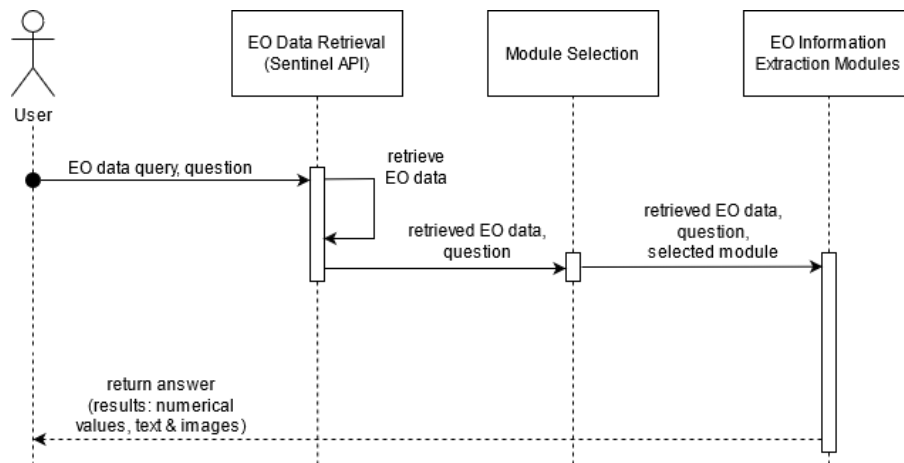 EO Data Retrieval
(Sentinel API)
Module Selection
EO Information
Extraction Modules
User
EO data query, question
retrieve
EO data
retrieved EO data,
question
retrieved EO data,
question,
selected module
return answer
(results: numerical
values, text & images)